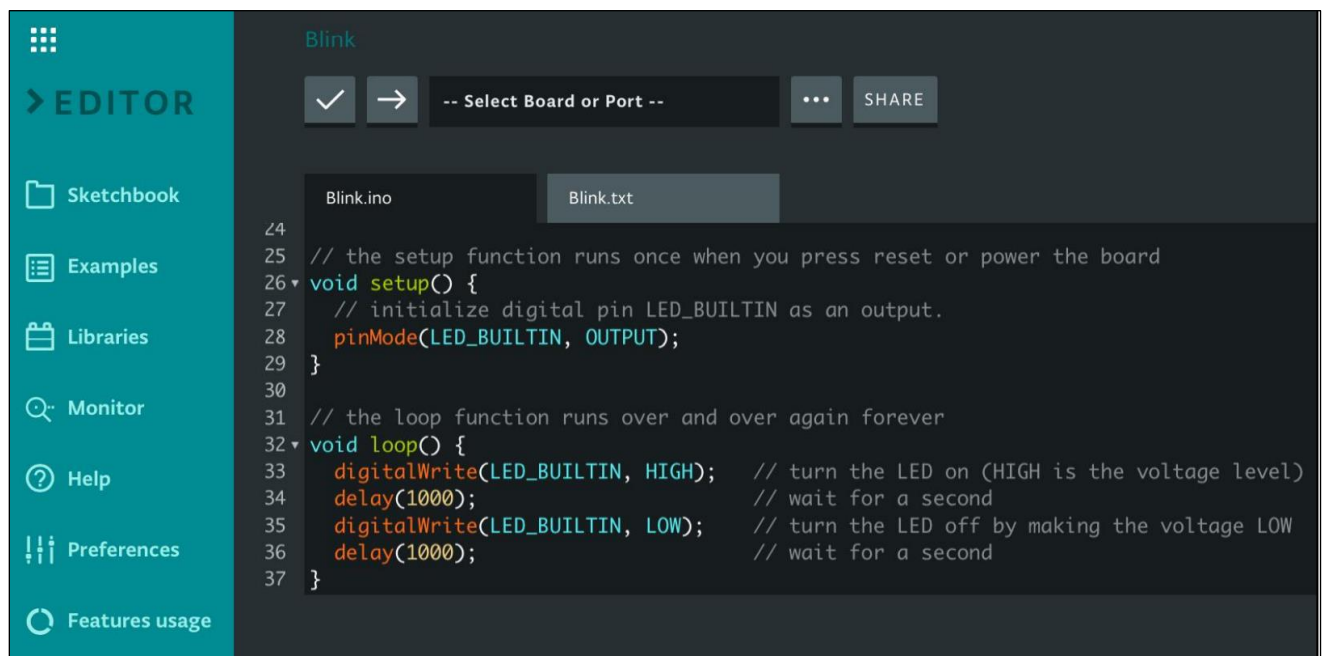 Blink
> EDITOR
-- Select Board or Port --
•••
SHARE
Sketchbook
Examples
Libraries
Monitor
Help
Preferences
Features usage
Blink.ino
Blink.txt
24
25 // the setup function runs once when you press reset or power the board
26 void setup() {
27   // initialize digital pin LED_BUILTIN as an output.
28   pinMode(LED_BUILTIN, OUTPUT);
29 }
30
31 // the loop function runs over and over again forever
32 void loop() {
33   digitalWrite(LED_BUILTIN, HIGH);   // turn the LED on (HIGH is the voltage level)
34   delay(1000);                       // wait for a second
35   digitalWrite(LED_BUILTIN, LOW);    // turn the LED off by making the voltage LOW
36   delay(1000);                       // wait for a second
37 }